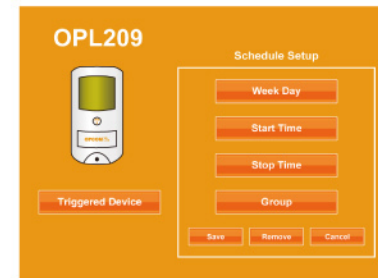 OPL209
Schedule Setup
Week Day
Start Time
Stop Time
Triggered Device
Group
Save Remove Cancel